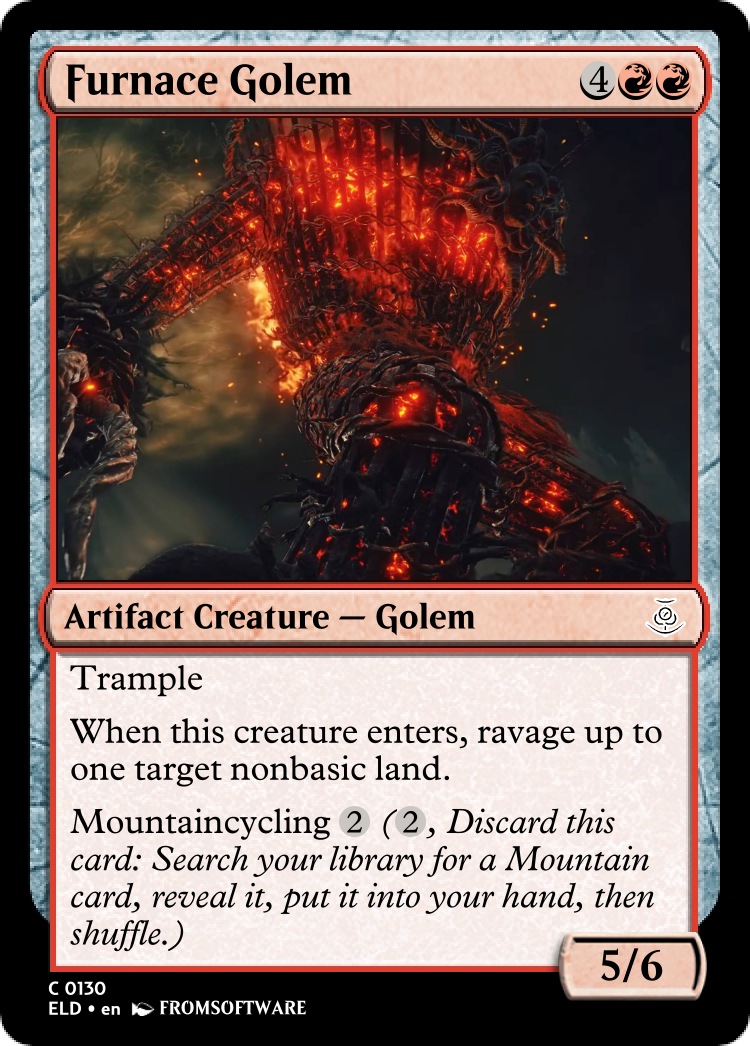 Furnace Golem 4
Artifact Creature — Golem
Trample
When this creature enters, ravage up to
one target nonbasic land.
Mountaincycling 2 (2, Discard this
card: Search your library for a Mountain
card, reveal it, put it into your hand, then
shuffle.)
5/6
C 0130
ELD • en FROMSOFTWARE